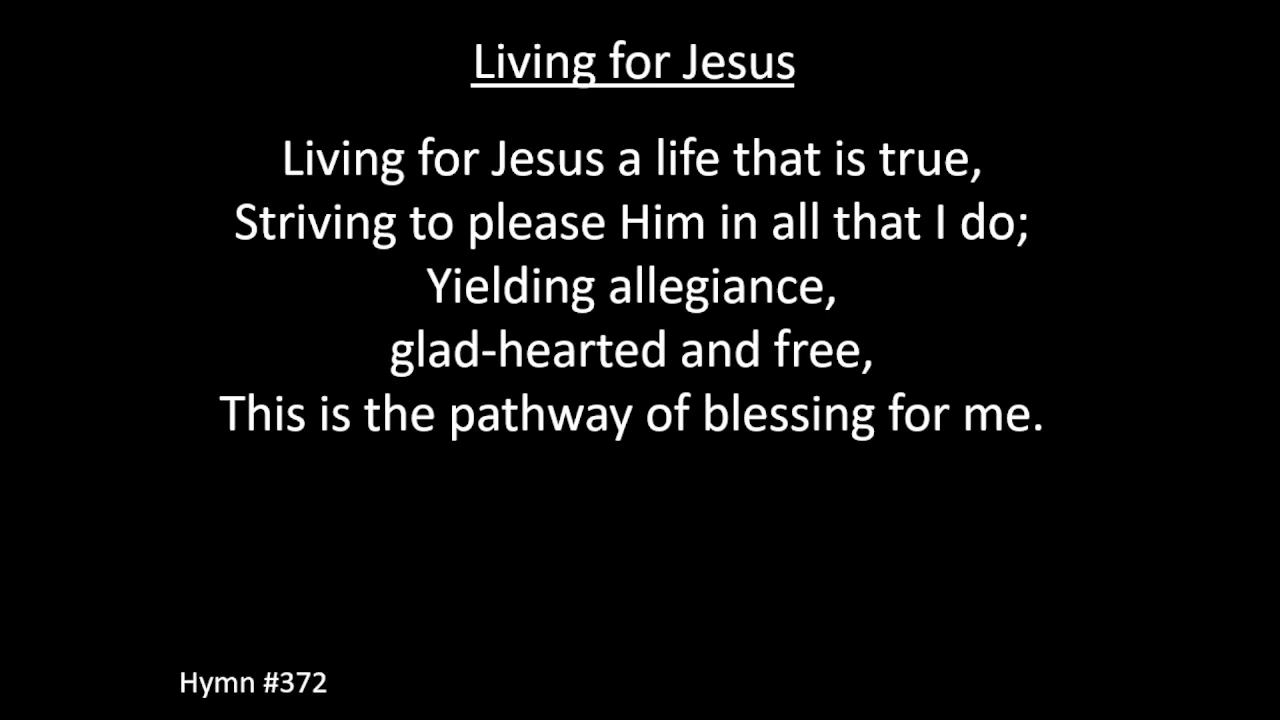 Living for Jesus
Living for Jesus a life that is true,
Striving to please Him in all that I do;
Yielding allegiance,
glad-hearted and free,
This is the pathway of blessing for me.
Hymn #372